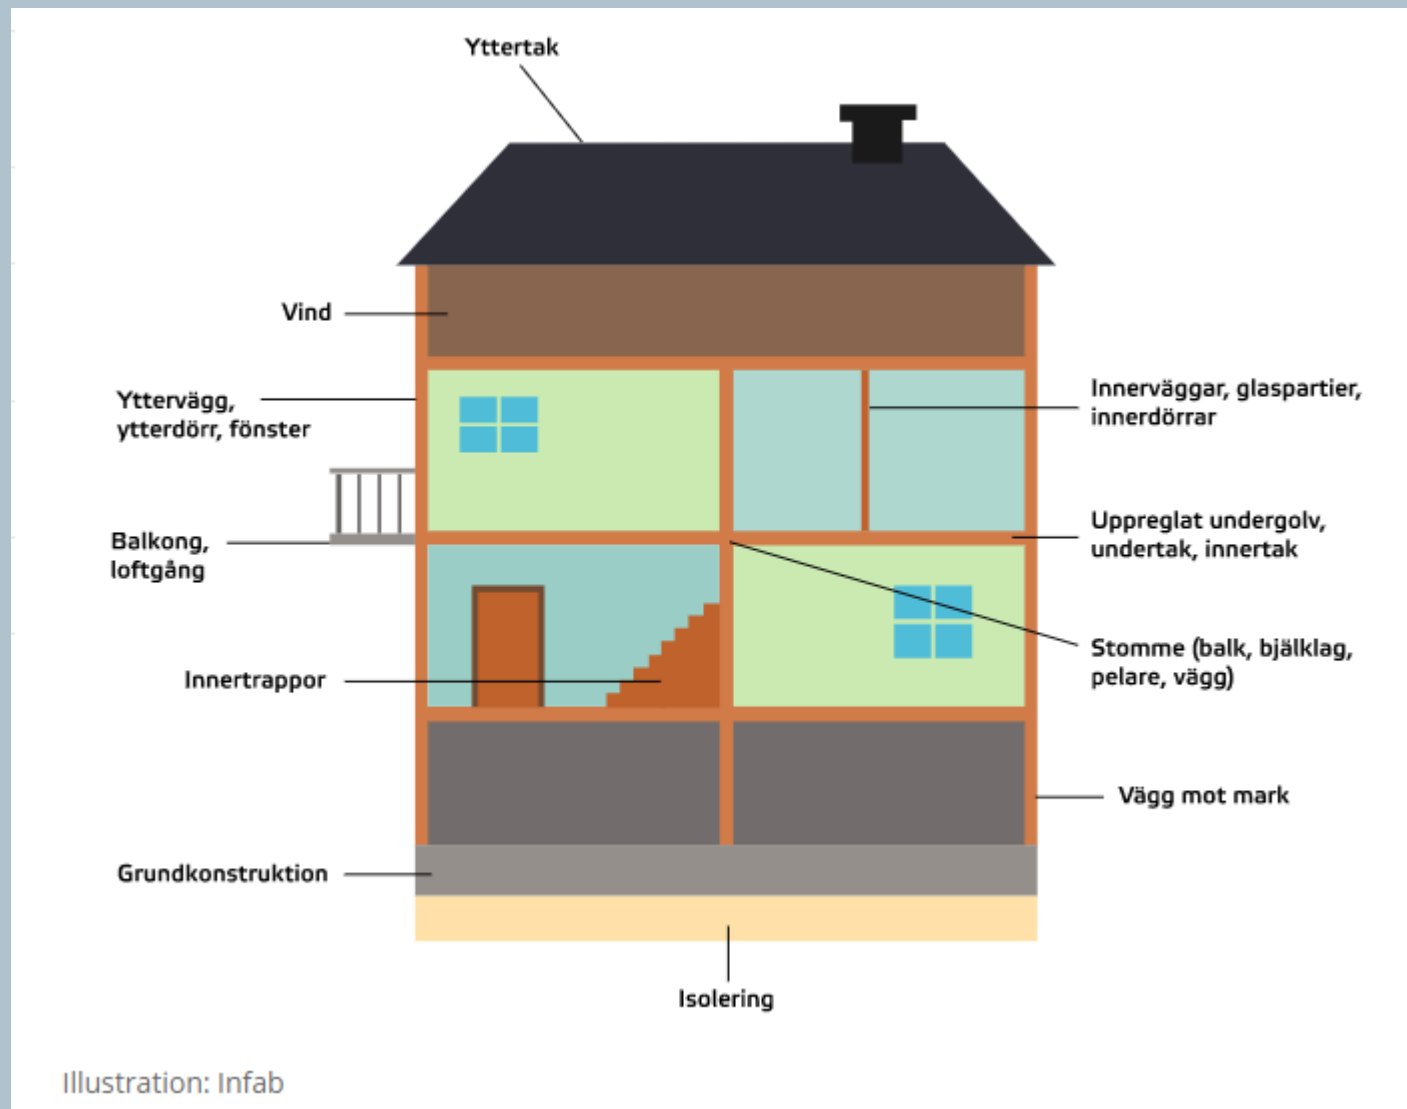 Yttertak
Vind
Yttervägg,
ytterdörr, fönster
Innerväggar, glaspartier,
innerdörrar
Balkong,
loftgång
Uppreglat undergolv,
undertak, innertak
Stomme (balk, bjälklag,
pelare, vägg)
Innertrappor
Vägg mot mark
Grundkonstruktion
Isolering
Illustration: Infab